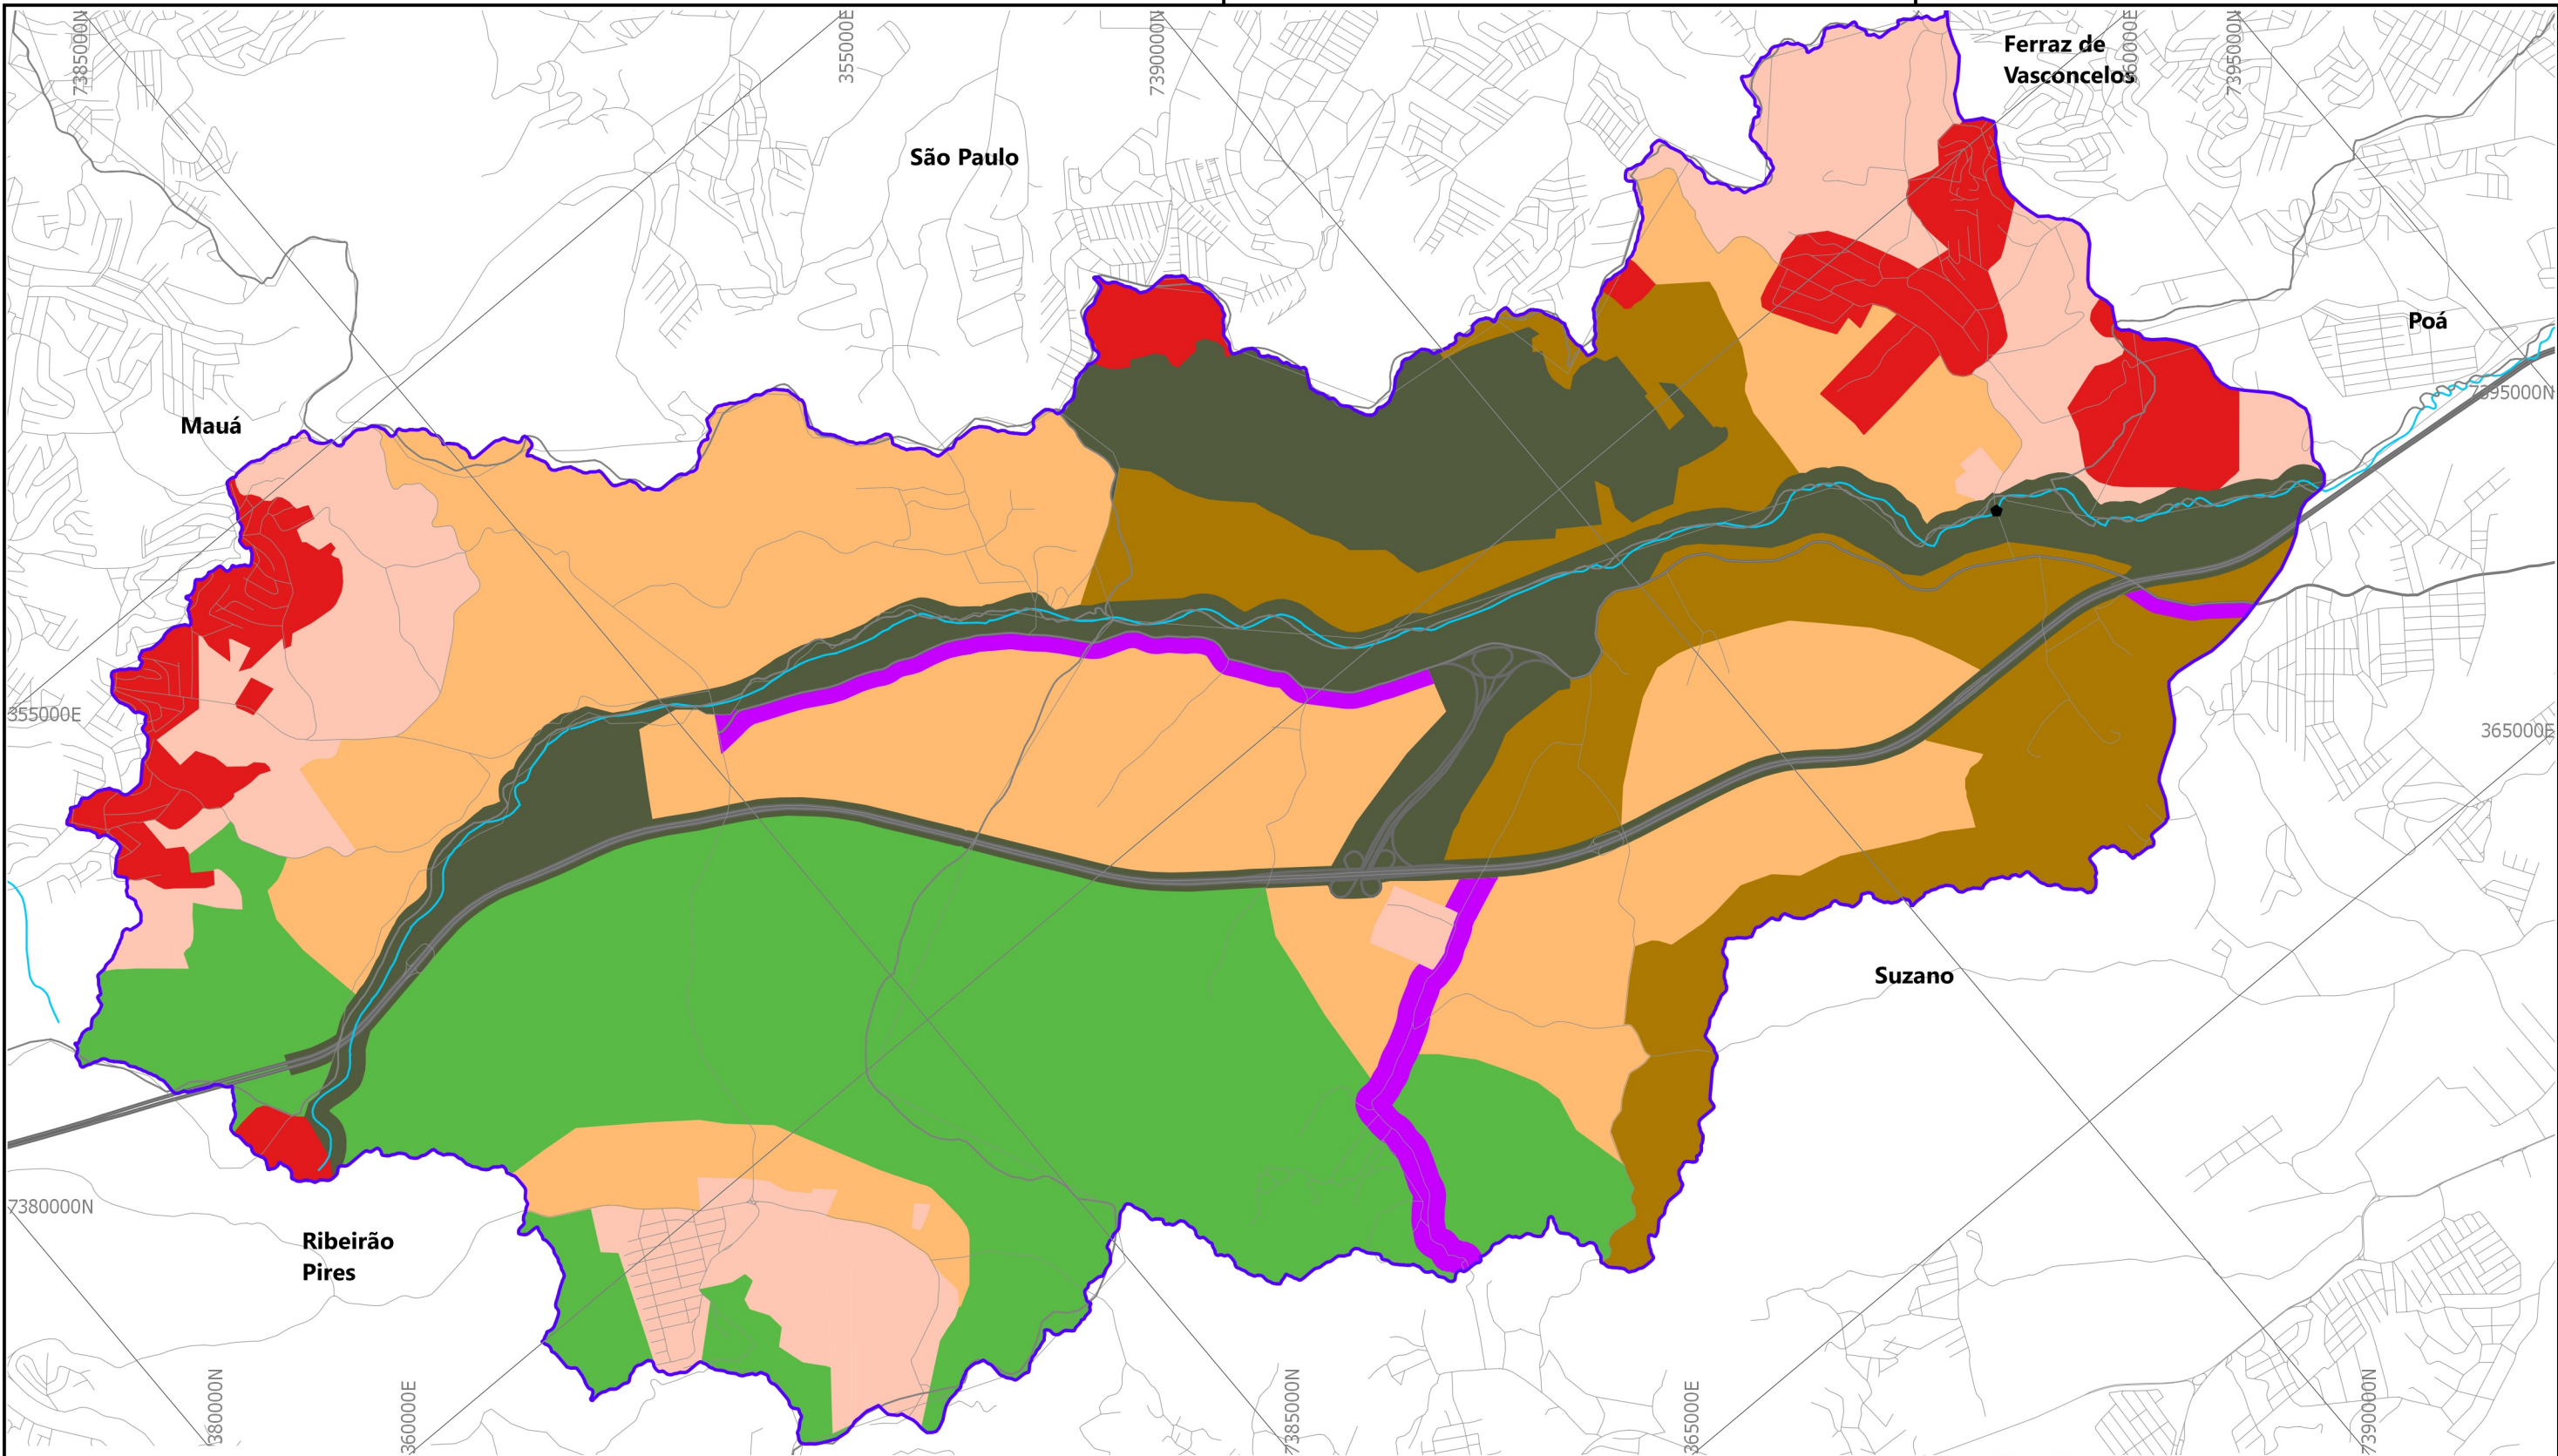 7385000N
355000E
7390000N
360000E
7395000N
Ferraz de
Vasconcelos
São Paulo
Poá
7395000N
Mauá
355000E
365000E
Suzano
7380000N
Ribeirão
Pires
380000N
360000E
7385000N
365000E
7390000N